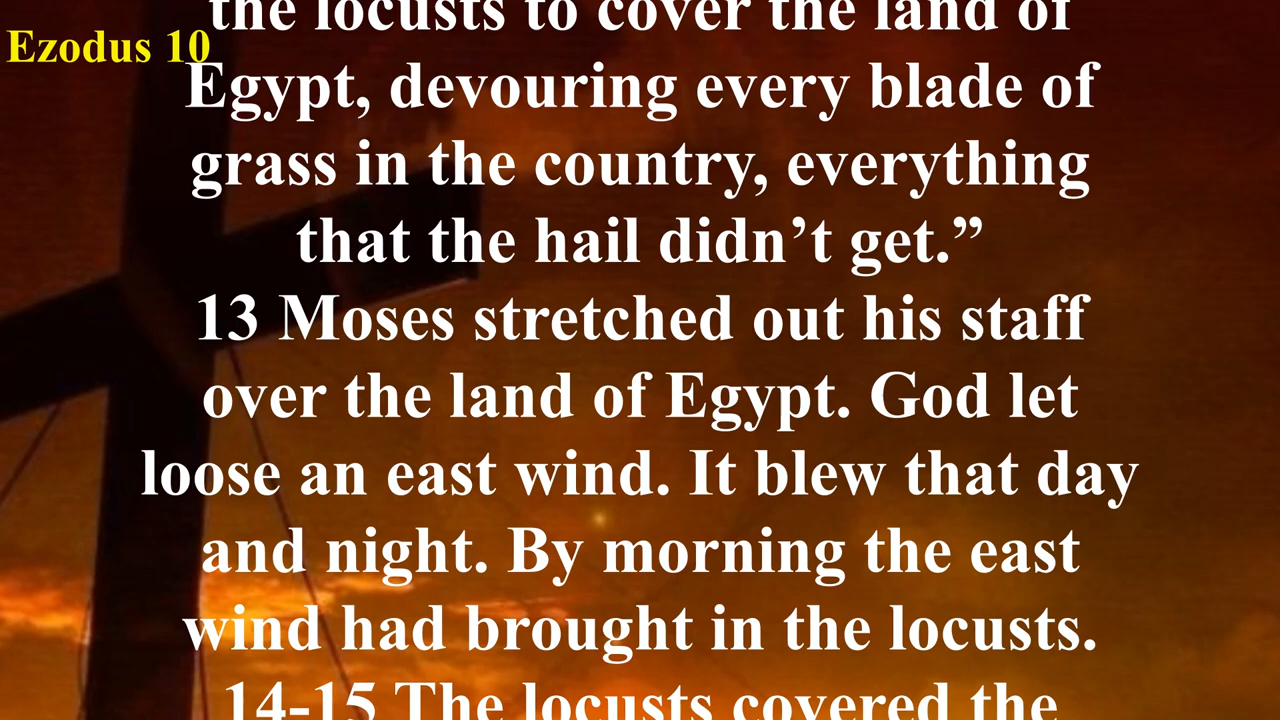 the locusts to cover the land of
Ezodus 10
Egypt, devouring every blade of
grass in the country, everything
that the hail didn’t get.”
13 Moses stretched out his staff
over the land of Egypt. God let
loose an east wind. It blew that day
and night. By morning the east
wind had brought in the locusts.
14-15 The locusts covered the